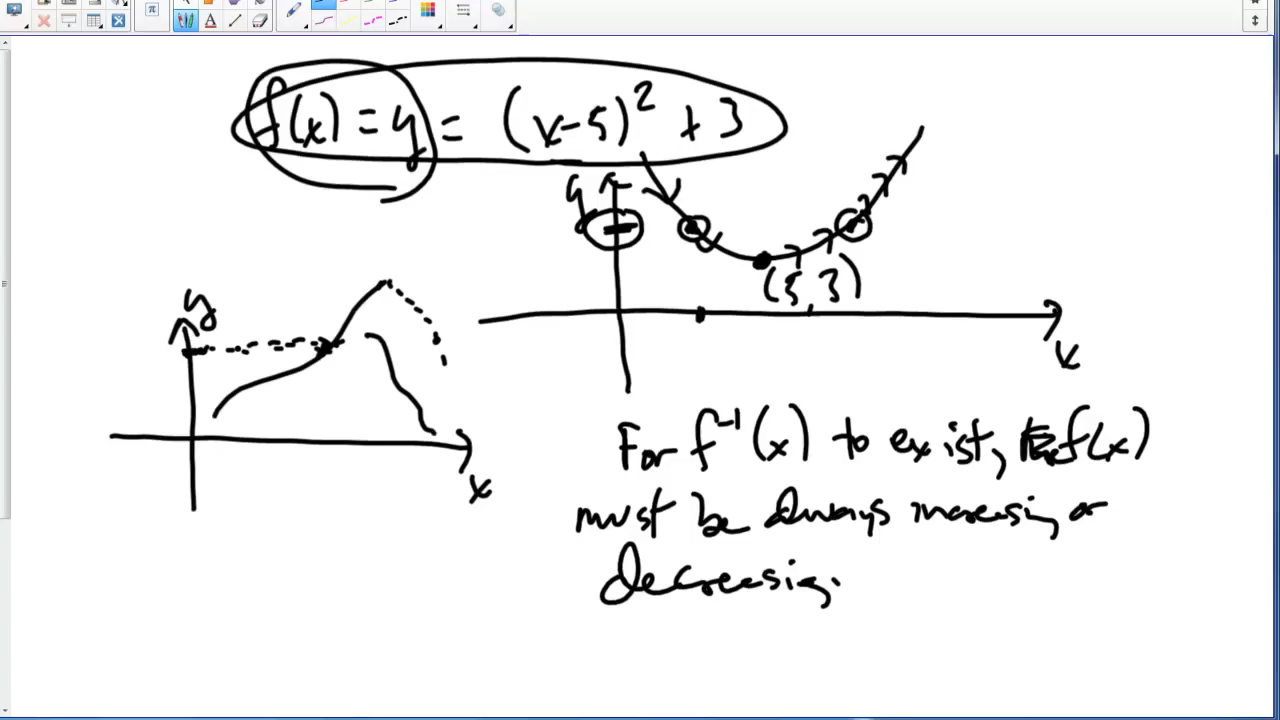 f(x) = y = (x-5)² + 3
y
(5,3)
x
y
x
For f⁻¹(x) to exist, f(x)
must be always increasing or
decreasing.